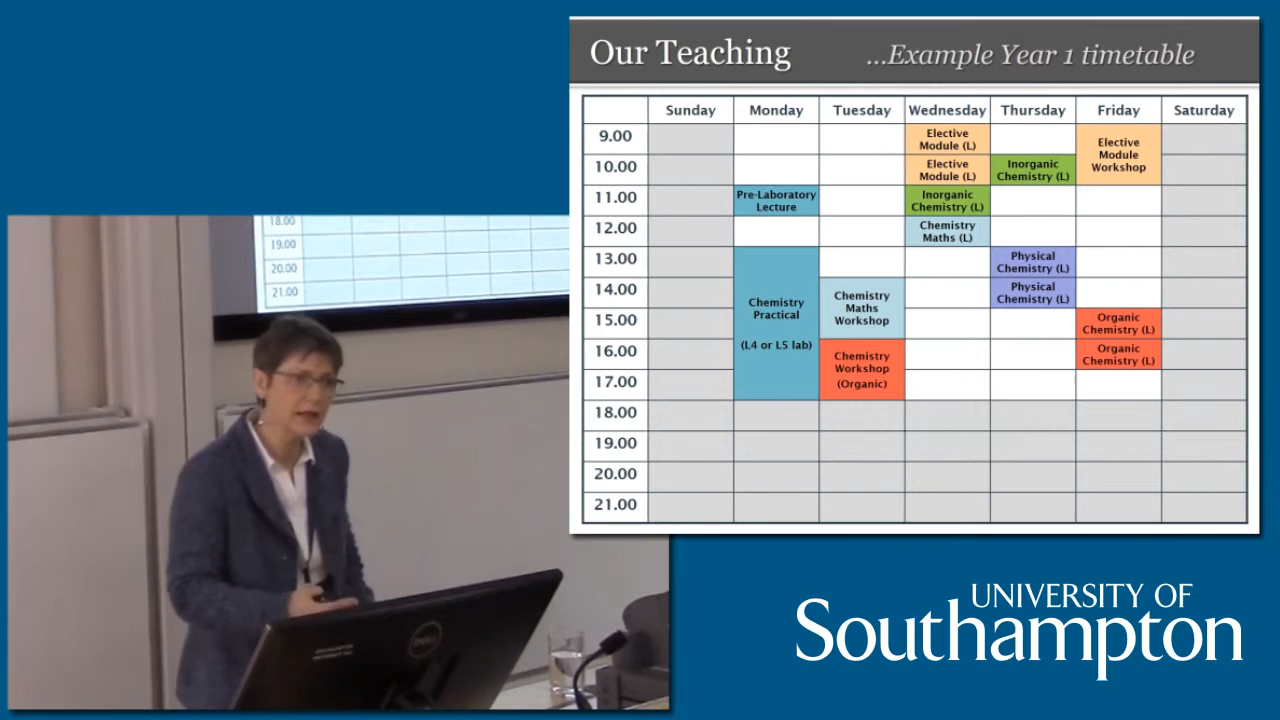 Our Teaching ...Example Year 1 timetable
Sunday Monday Tuesday Wednesday Thursday Friday Saturday
9.00
Elective
Module (L)
Elective
Module
Workshop
10.00
Elective
Module (L)
Inorganic
Chemistry (L)
11.00
Pre-Laboratory
Lecture
Inorganic
Chemistry (L)
12.00
Chemistry
Maths (L)
13.00
Chemistry
Practical
(L4 or L5 lab)
Physical
Chemistry (L)
14.00
Chemistry
Maths
Workshop
Physical
Chemistry (L)
15.00
Organic
Chemistry (L)
16.00
Chemistry
Workshop
(Organic)
Organic
Chemistry (L)
17.00
18.00
19.00
20.00
21.00
18.00
19.00
20.00
21.00
DELL
UNIVERSITY OF
Southampton